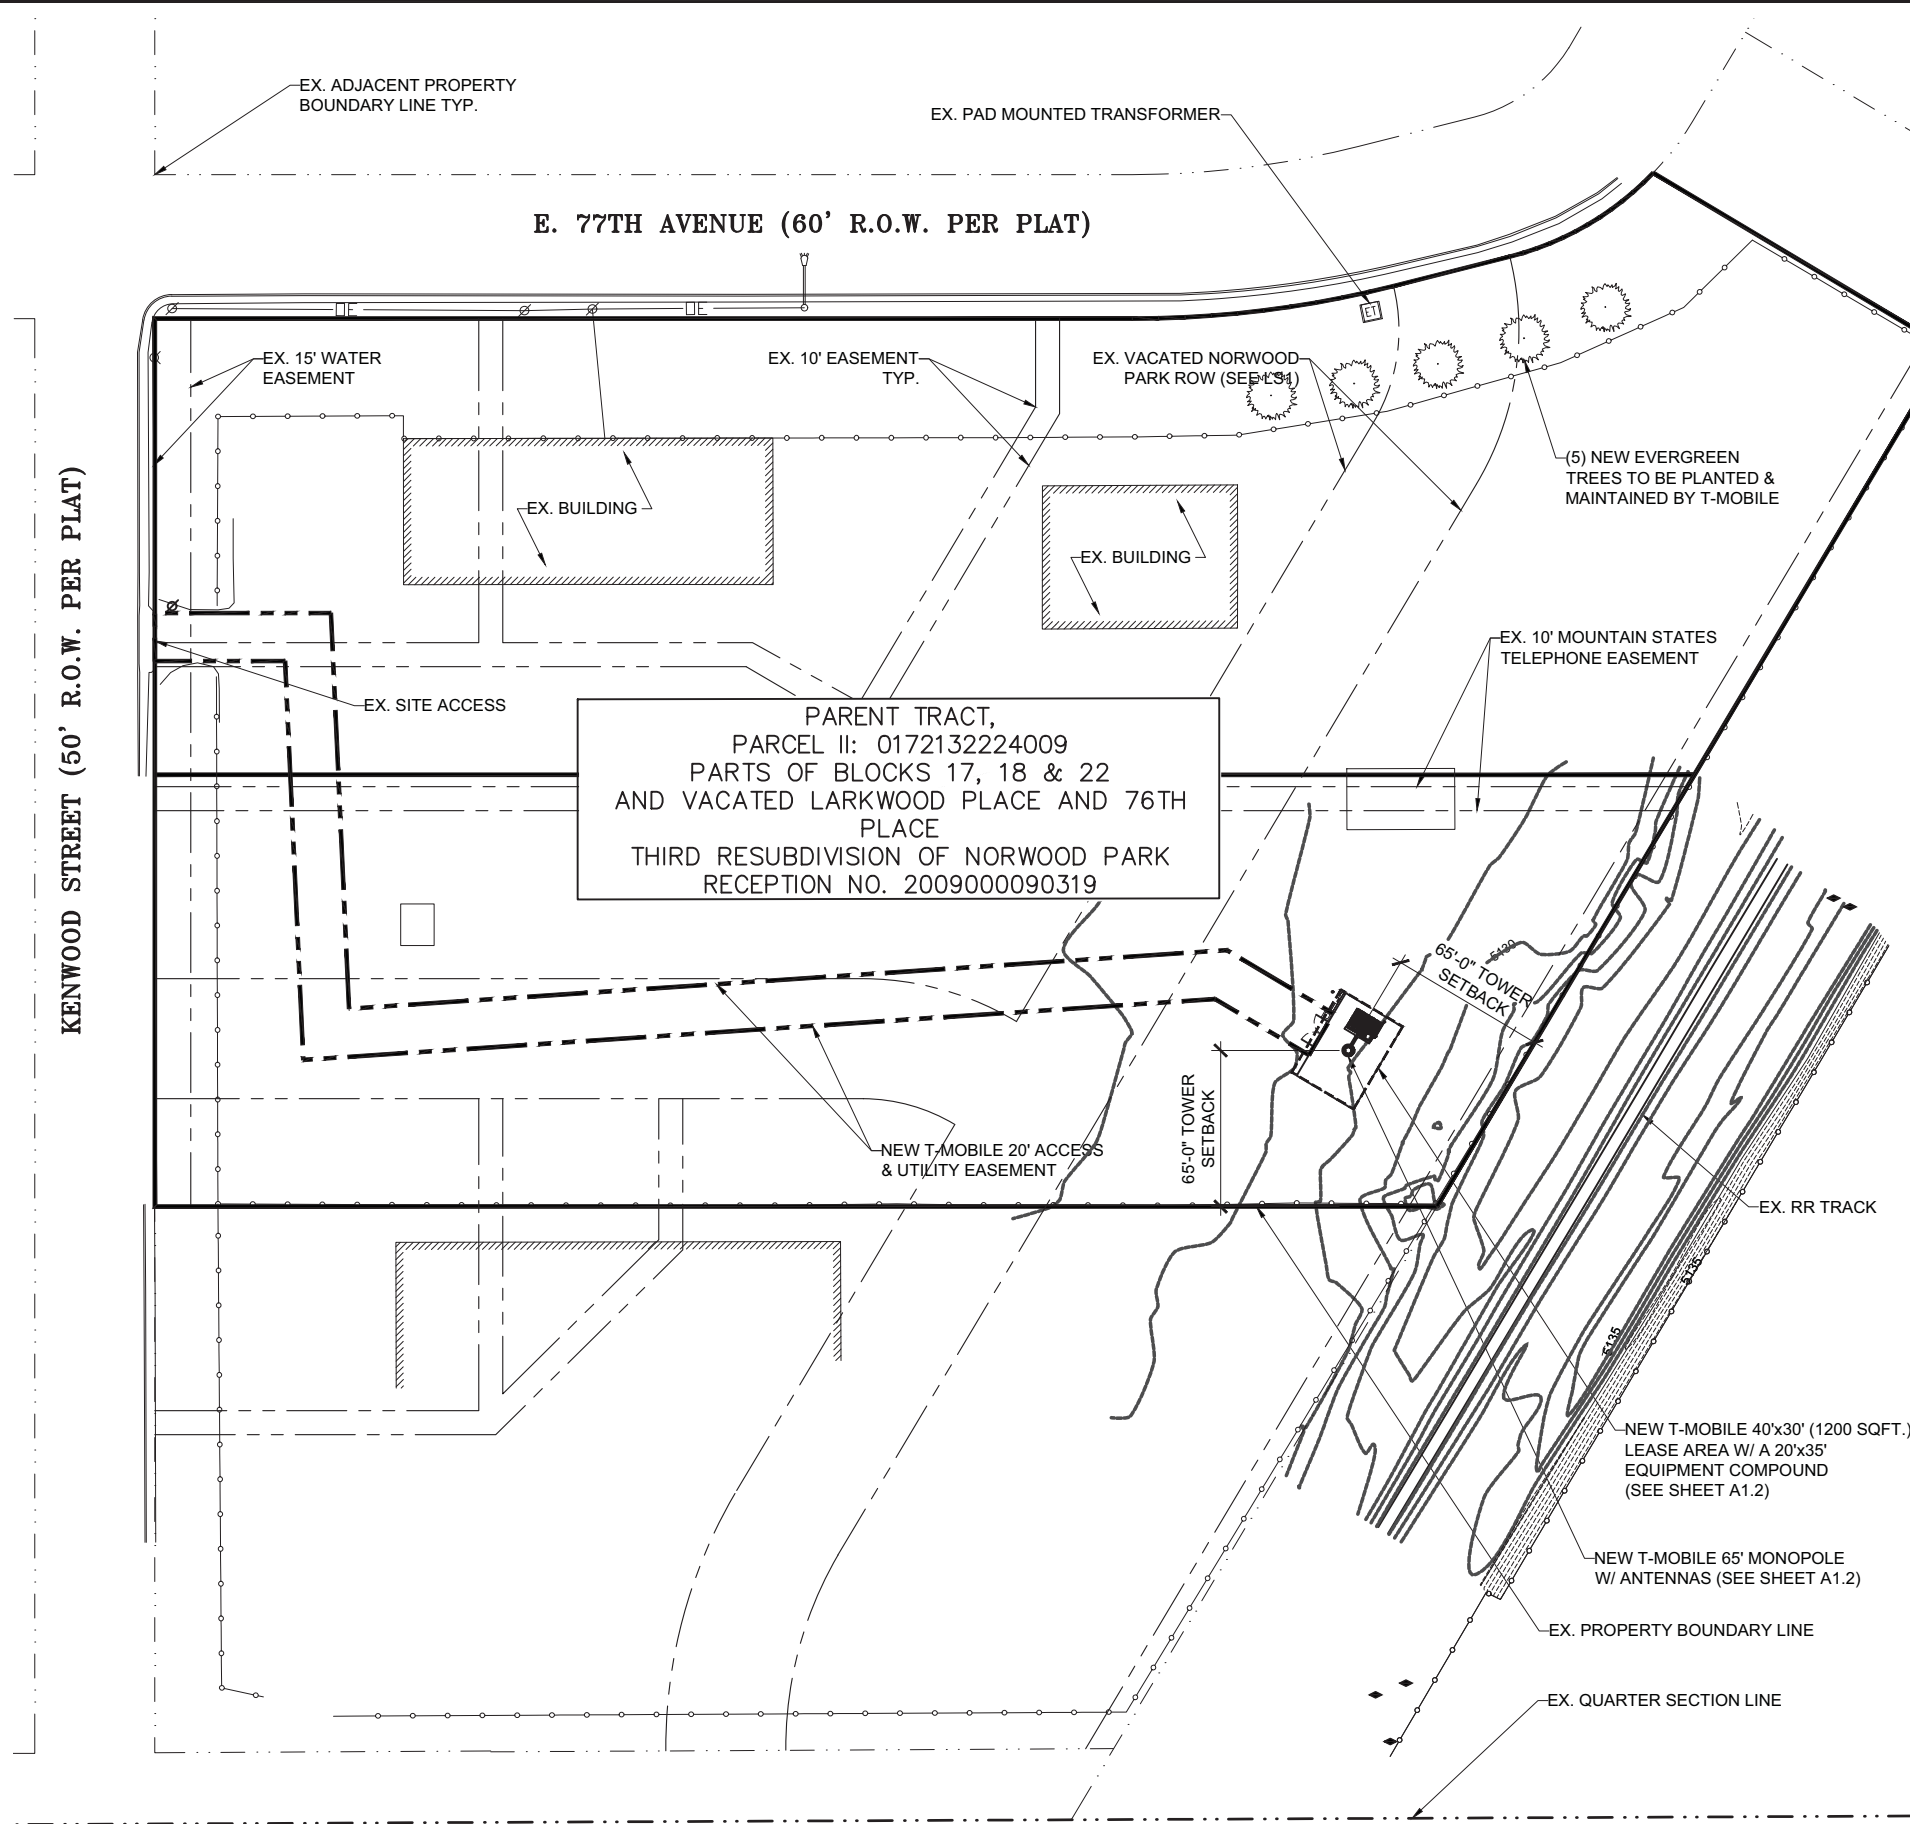 EX. ADJACENT PROPERTY
BOUNDARY LINE TYP.
EX. PAD MOUNTED TRANSFORMER
E. 77TH AVENUE (60' R.O.W. PER PLAT)
E
E
ET
EX. 15' WATER
EASEMENT
EX. 10' EASEMENT
TYP.
EX. VACATED NORWOOD
PARK ROW (SEE LS1)
(5) NEW EVERGREEN
TREES TO BE PLANTED &
MAINTAINED BY T-MOBILE
EX. BUILDING
EX. BUILDING
KENWOOD STREET (50' R.O.W. PER PLAT)
EX. 10' MOUNTAIN STATES
TELEPHONE EASEMENT
EX. SITE ACCESS
PARENT TRACT,
PARCEL II: 0172132224009
PARTS OF BLOCKS 17, 18 & 22
AND VACATED LARKWOOD PLACE AND 76TH
PLACE
THIRD RESUBDIVISION OF NORWOOD PARK
RECEPTION NO. 2009000090319
5130
65'-0" TOWER
SETBACK
65'-0" TOWER
SETBACK
NEW T-MOBILE 20' ACCESS
& UTILITY EASEMENT
EX. RR TRACK
5135
5135
NEW T-MOBILE 40'x30' (1200 SQFT.)
LEASE AREA W/ A 20'x35'
EQUIPMENT COMPOUND
(SEE SHEET A1.2)
NEW T-MOBILE 65' MONOPOLE
W/ ANTENNAS (SEE SHEET A1.2)
EX. PROPERTY BOUNDARY LINE
EX. QUARTER SECTION LINE